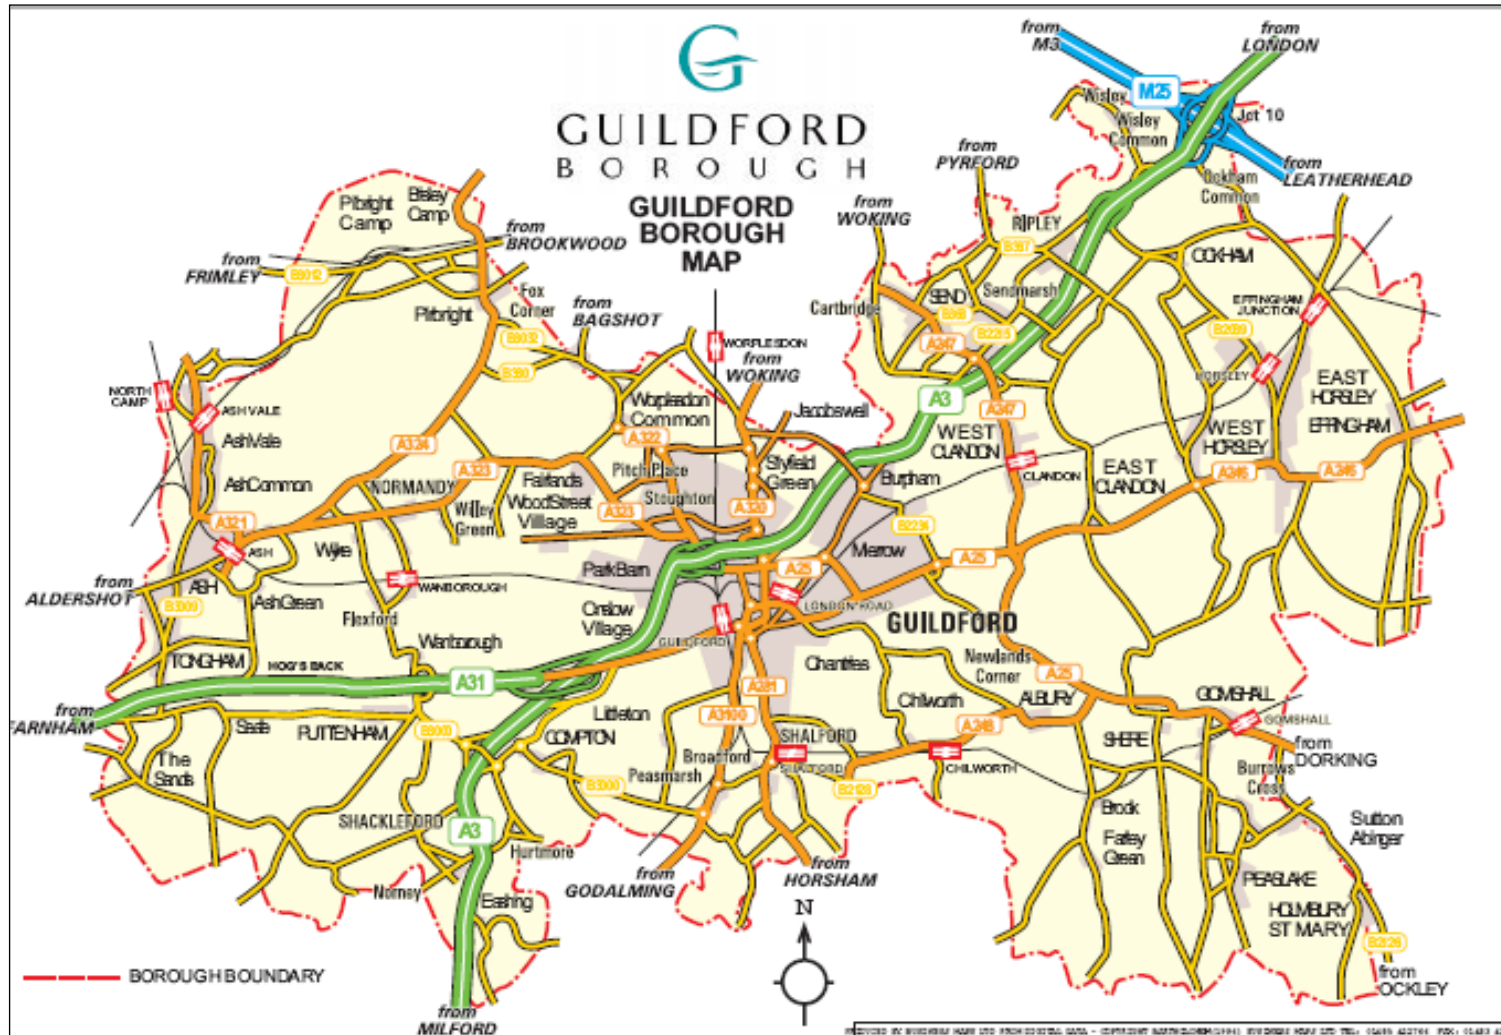 GUILDFORD
BOROUGH
GUILDFORD
BOROUGH
MAP
from
M3
from
LONDON
M25
Jct 10
Wisley
Wisley
Common
from
LEATHERHEAD
Ockham
Common
from
PYRFORD
from
WOKING
RIPLEY
OCKHAM
Pirbright
Camp
Bisley
Camp
from
BROOKWOOD
from
FRIMLEY
B3012
Fox
Corner
Pirbright
from
BAGSHOT
B3032
B380
WORPLESDON
from
WOKING
Cartbridge
SEND
Sendmarsh
B367
B368
B2215
A247
EFFINGHAM
JUNCTION
B2039
HORSLEY
EAST
HORSLEY
EFFINGHAM
NORTH
CAMP
ASH VALE
Ash Vale
Worplesdon
Common
Jacobswell
A3
A247
WEST
CLANDON
WEST
HORSLEY
A324
A322
A323
Pitch Place
Slyfield
Green
Burpham
CLANDON
EAST
CLANDON
A246
A246
Ash Common
NORMANDY
Fairlands
Wood Street
Village
Stoughton
Willey
Green
A321
A323
A320
B2234
Wyke
ASH
Merrow
A25
A25
from
ALDERSHOT
ASH
Ash Green
WANBOROUGH
Park Barn
B3009
Flexford
Onslow
Village
LONDON ROAD
GUILDFORD
GUILDFORD
Wanborough
TONGHAM
HOG'S BACK
A31
Chantries
Newlands
Corner
A25
GOMSHALL
GOMSHALL
Chilworth
ALBURY
A281
A3100
A248
from
FARNHAM
Seale
PUTTENHAM
B3000
Littleton
COMPTON
SHALFORD
SHALFORD
CHILWORTH
SHERE
from
DORKING
The
Sands
Broadford
Peasmarsh
B3000
B2128
Burrows
Cross
SHACKLEFORD
A3
Hurtmore
Brook
Farley
Green
Sutton
Abinger
from
GODALMING
from
HORSHAM
Norney
Eashing
PEASLAKE
HOLMBURY
ST MARY
N
B2126
BOROUGH BOUNDARY
from
OCKLEY
from
MILFORD